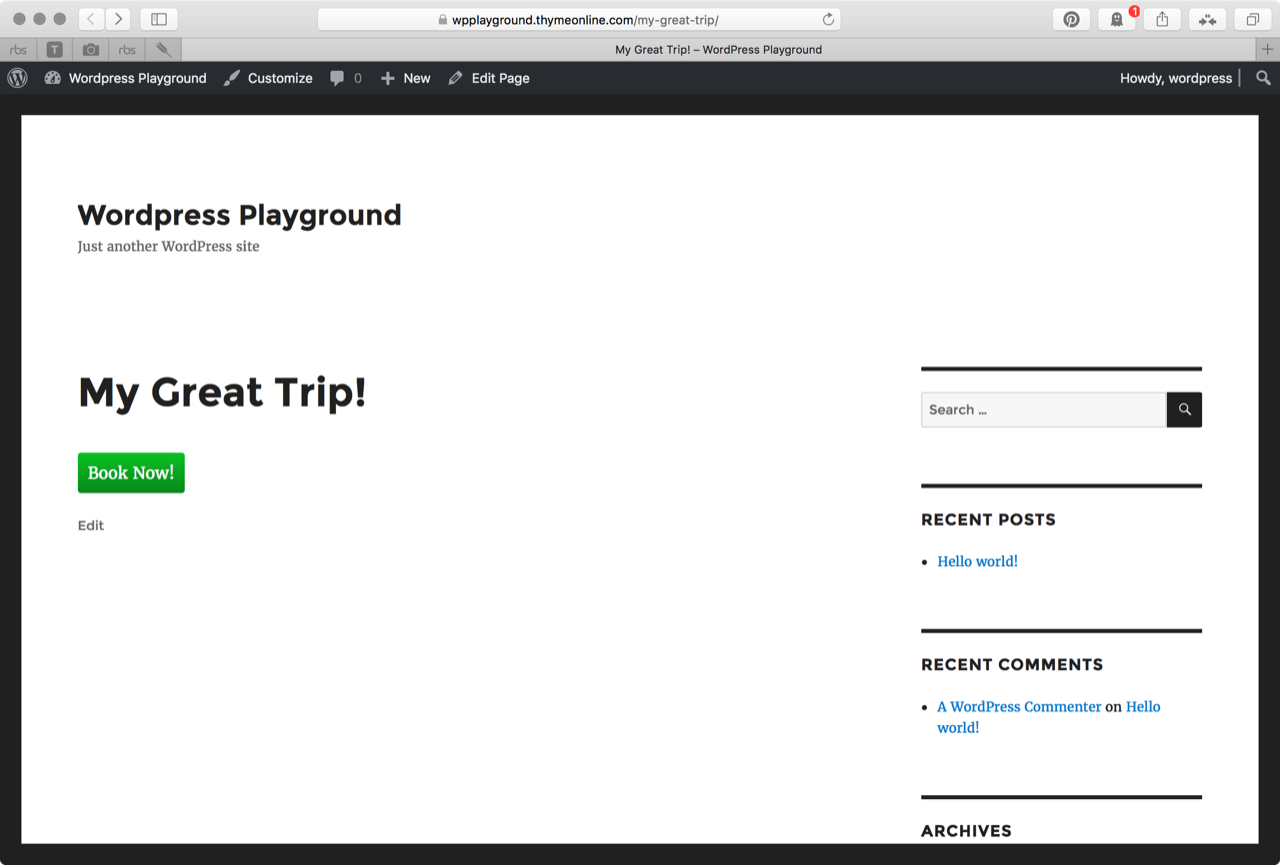 wpplayground.thymeonline.com/my-great-trip/
1
rbs
T
rbs
My Great Trip! – WordPress Playground
Wordpress Playground
Customize
0
New
Edit Page
Howdy, wordpress
Wordpress Playground
Just another WordPress site
My Great Trip!
Book Now!
Edit
Search ...
RECENT POSTS
Hello world!
RECENT COMMENTS
A WordPress Commenter on Hello
world!
ARCHIVES